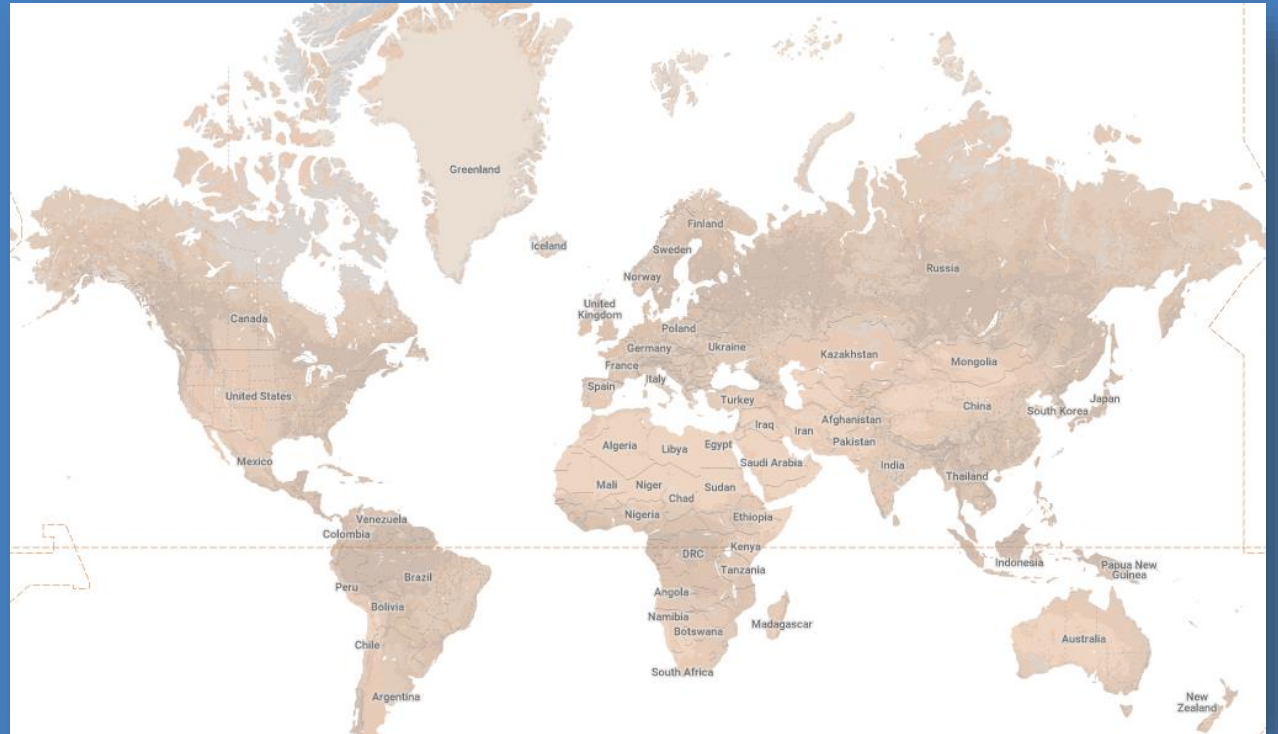 Greenland
Finland
Iceland
Sweden
Russia
Norway
United
Kingdom
Canada
Poland
Germany
Ukraine
Kazakhstan
Mongolia
France
Italy
Spain
United States
Turkey
Japan
China
South Korea
Afghanistan
Iraq
Iran
Pakistan
Algeria
Libya
Egypt
Mexico
Saudi Arabia
India
Thailand
Mali
Niger
Sudan
Chad
Nigeria
Ethiopia
Venezuela
Colombia
Kenya
DRC
Indonesia
Papua New
Guinea
Tanzania
Brazil
Peru
Angola
Bolivia
Namibia
Madagascar
Botswana
Australia
Chile
South Africa
Argentina
New
Zealand